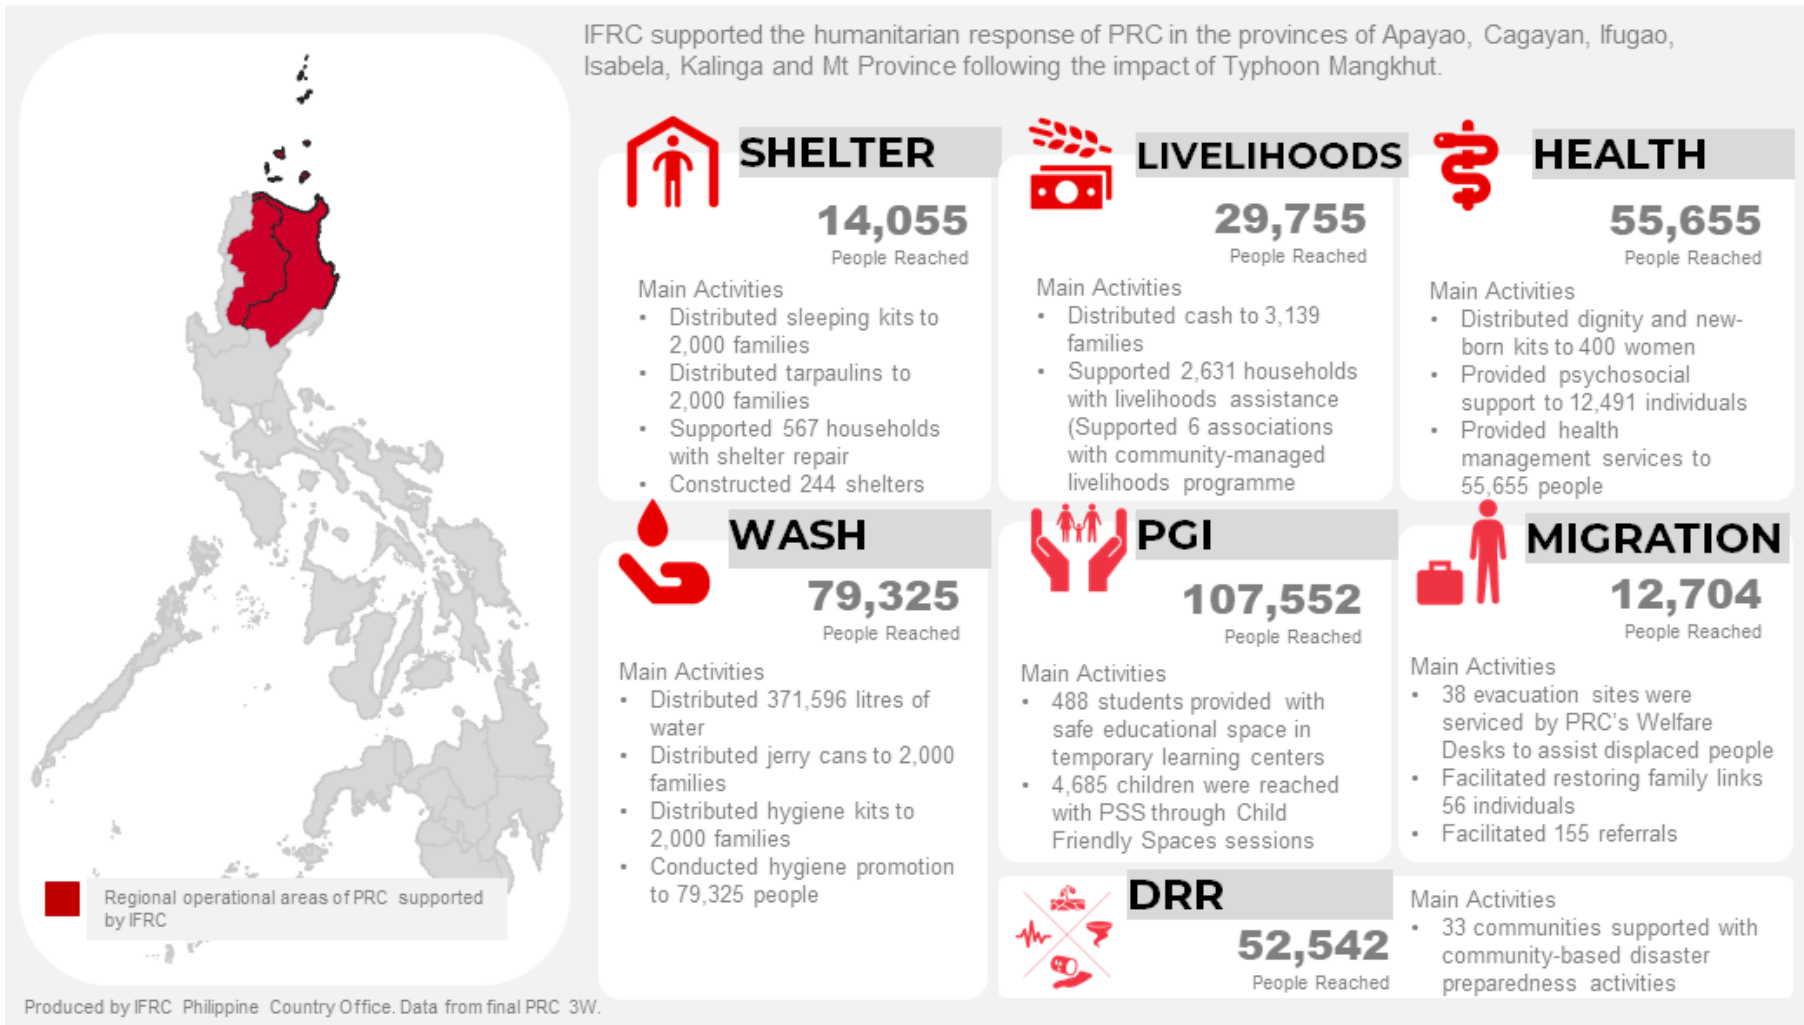 IFRC supported the humanitarian response of PRC in the provinces of Apayao, Cagayan, Ifugao,
Isabela, Kalinga and Mt Province following the impact of Typhoon Mangkhut.
SHELTER
14,055
People Reached
Main Activities
• Distributed sleeping kits to
2,000 families
• Distributed tarpaulins to
2,000 families
• Supported 567 households
with shelter repair
• Constructed 244 shelters
LIVELIHOODS
29,755
People Reached
Main Activities
• Distributed cash to 3,139
families
• Supported 2,631 households
with livelihoods assistance
(Supported 6 associations
with community-managed
livelihoods programme
HEALTH
55,655
People Reached
Main Activities
• Distributed dignity and new-
born kits to 400 women
• Provided psychosocial
support to 12,491 individuals
• Provided health
management services to
55,655 people
WASH
79,325
People Reached
Main Activities
• Distributed 371,596 litres of
water
• Distributed jerry cans to 2,000
families
• Distributed hygiene kits to
2,000 families
• Conducted hygiene promotion
to 79,325 people
PGI
107,552
People Reached
Main Activities
• 488 students provided with
safe educational space in
temporary learning centers
• 4,685 children were reached
with PSS through Child
Friendly Spaces sessions
MIGRATION
12,704
People Reached
Main Activities
• 38 evacuation sites were
serviced by PRC's Welfare
Desks to assist displaced people
• Facilitated restoring family links
56 individuals
• Facilitated 155 referrals
DRR
52,542
People Reached
Main Activities
• 33 communities supported with
community-based disaster
preparedness activities
Regional operational areas of PRC supported
by IFRC
Produced by IFRC Philippine Country Office. Data from final PRC 3W.